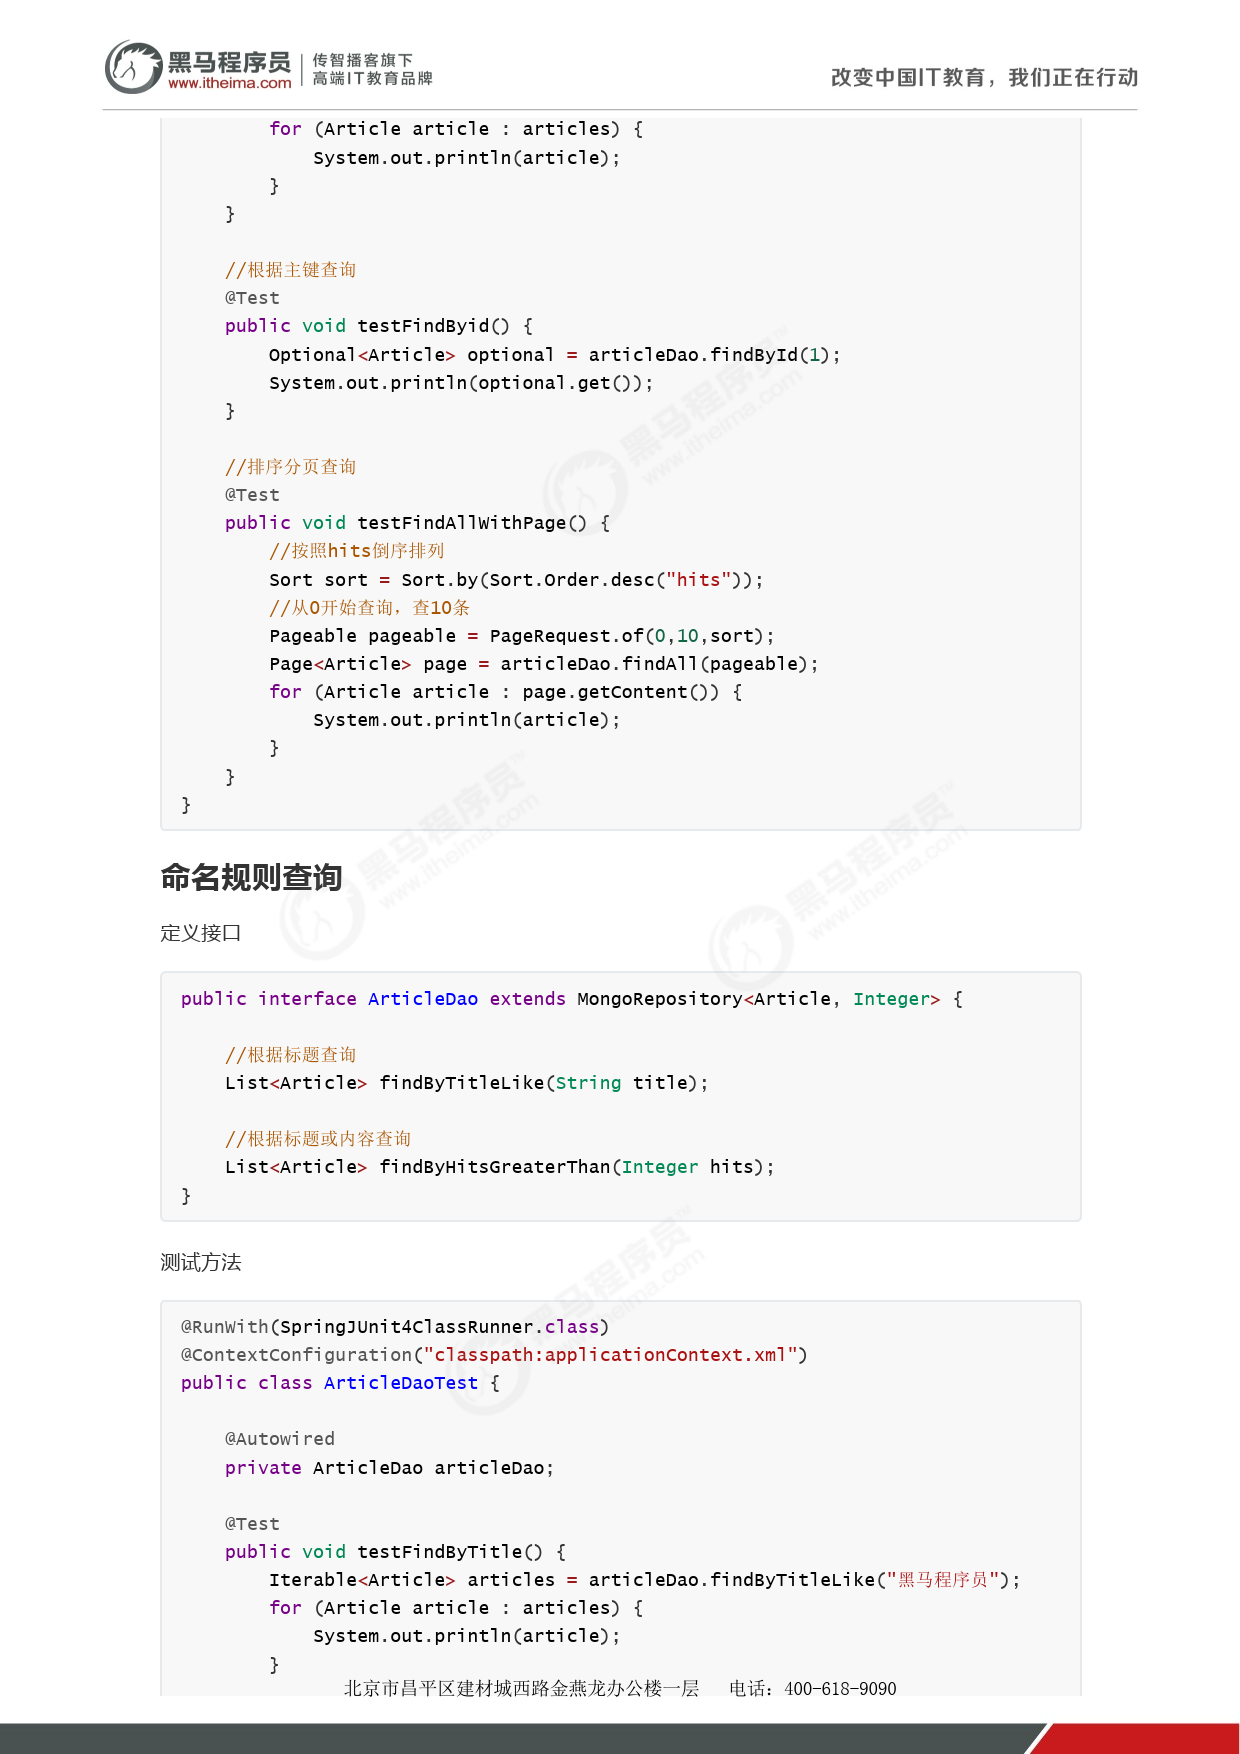 黑马程序员
www.itheima.com
传智播客旗下
高端IT教育品牌
改变中国IT教育，我们正在行动
        for (Article article : articles) {
            System.out.println(article);
        }
    }

    //根据主键查询
    @Test
    public void testFindByid() {
        Optional<Article> optional = articleDao.findById(1);
        System.out.println(optional.get());
    }

    //排序分页查询
    @Test
    public void testFindAllWithPage() {
        //按照hits倒序排列
        Sort sort = Sort.by(Sort.Order.desc("hits"));
        //从0开始查询，查10条
        Pageable pageable = PageRequest.of(0,10,sort);
        Page<Article> page = articleDao.findAll(pageable);
        for (Article article : page.getContent()) {
            System.out.println(article);
        }
    }
}
命名规则查询
定义接口
public interface ArticleDao extends MongoRepository<Article, Integer> {

    //根据标题查询
    List<Article> findByTitleLike(String title);

    //根据标题或内容查询
    List<Article> findByHitsGreaterThan(Integer hits);
}
测试方法
@RunWith(SpringJUnit4ClassRunner.class)
@ContextConfiguration("classpath:applicationContext.xml")
public class ArticleDaoTest {

    @Autowired
    private ArticleDao articleDao;

    @Test
    public void testFindByTitle() {
        Iterable<Article> articles = articleDao.findByTitleLike("黑马程序员");
        for (Article article : articles) {
            System.out.println(article);
        }
北京市昌平区建材城西路金燕龙办公楼一层 电话：400-618-9090